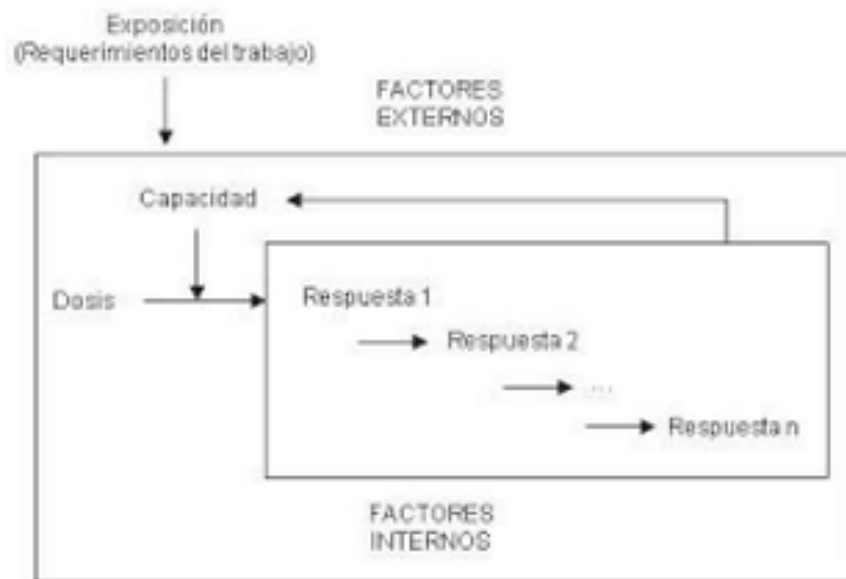 Exposición
(Requerimientos del trabajo)
FACTORES
EXTERNOS
Capacidad
Dosis
Respuesta 1
Respuesta 2
...
Respuesta n
FACTORES
INTERNOS